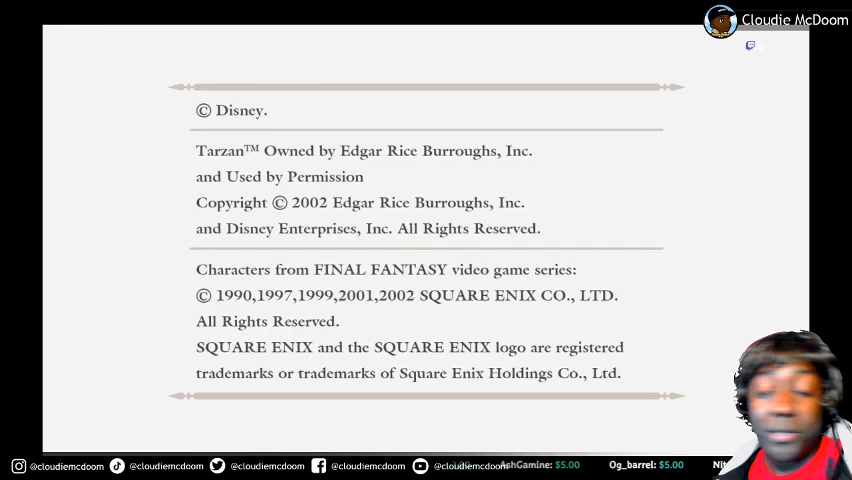 Cloudie McDoom
© Disney.
Tarzan™ Owned by Edgar Rice Burroughs, Inc.
and Used by Permission
Copyright © 2002 Edgar Rice Burroughs, Inc.
and Disney Enterprises, Inc. All Rights Reserved.
Characters from FINAL FANTASY video game series:
© 1990,1997,1999,2001,2002 SQUARE ENIX CO., LTD.
All Rights Reserved.
SQUARE ENIX and the SQUARE ENIX logo are registered
trademarks or trademarks of Square Enix Holdings Co., Ltd.
@cloudiemcdoom @cloudiemcdoom @cloudiemcdoom @cloudiemcdoom @cloudiemcdoom AshGamine: $5.00 Og_barrel: $5.00